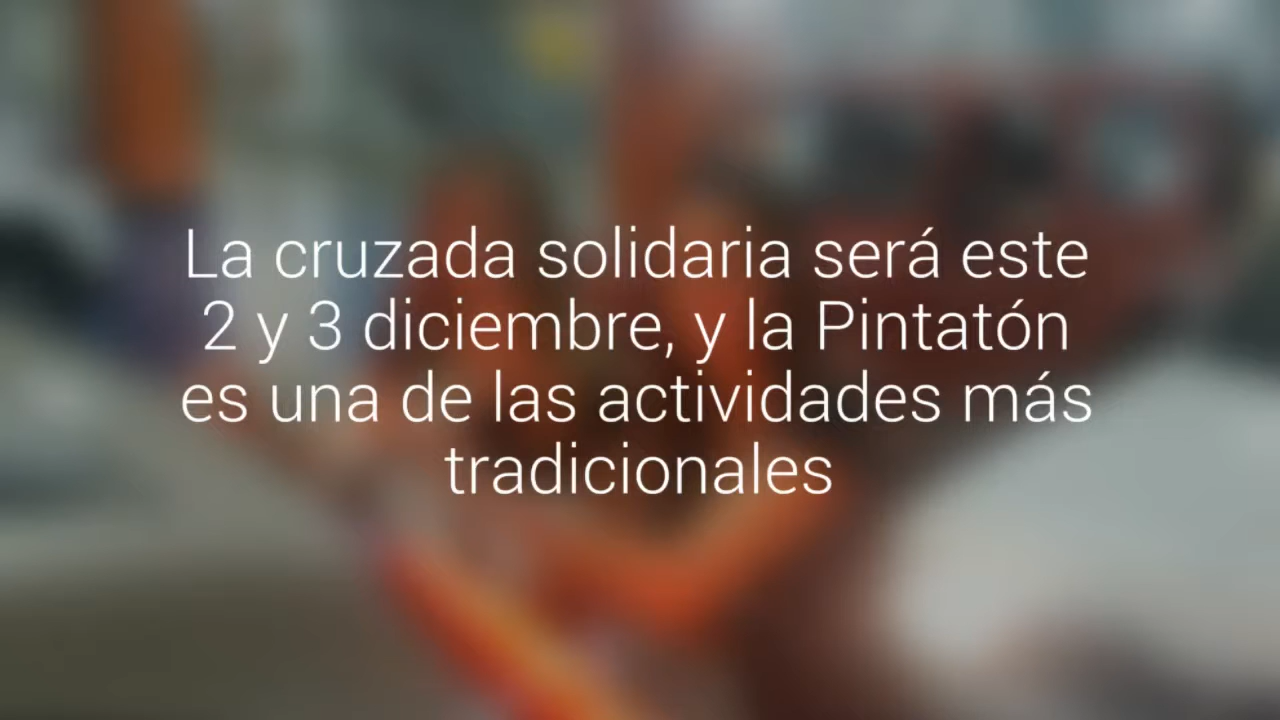 La cruzada solidaria será este
2 y 3 diciembre, y la Pintatón
es una de las actividades más
tradicionales